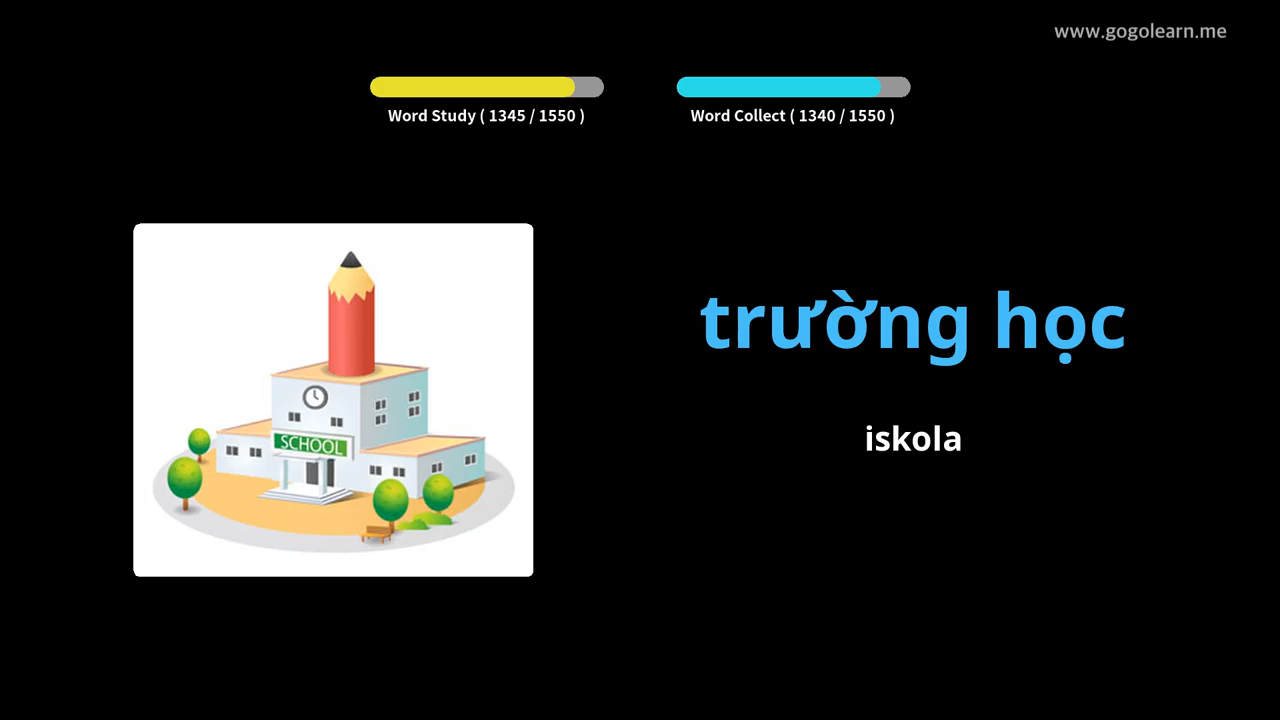 www.gogolearn.me
Word Study ( 1345 / 1550 )
Word Collect ( 1340 / 1550 )
SCHOOL
trường học
iskola